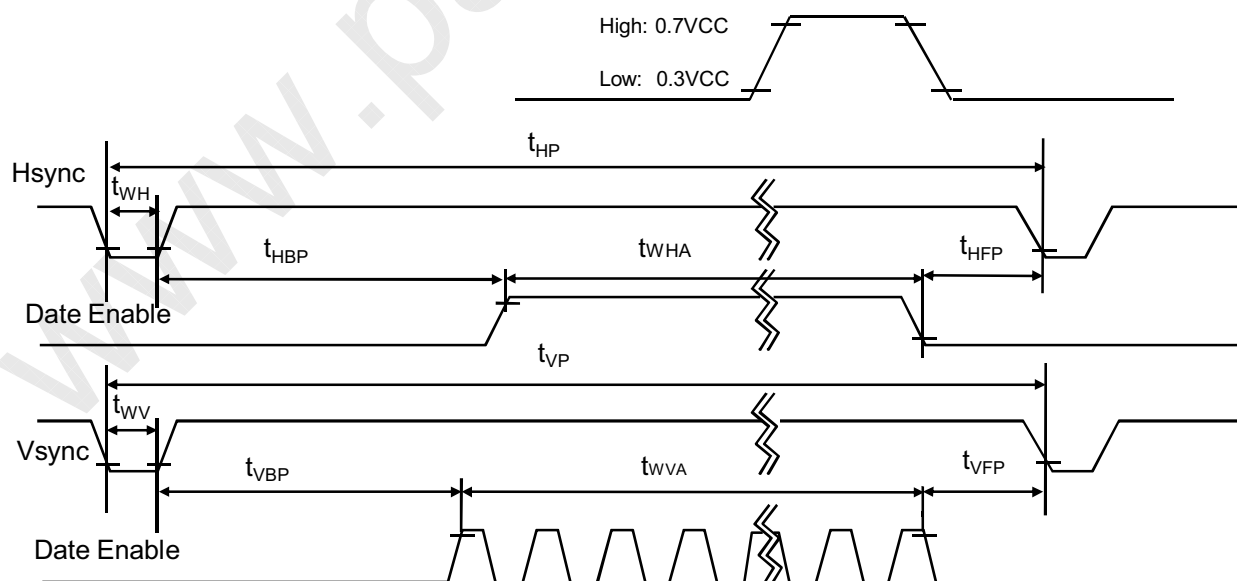 High: 0.7VCC
Low: 0.3VCC
tHP
Hsync
tWH
tHBP
tWHA
tHFP
Date Enable
tVP
tWV
Vsync
tVBP
tWVA
tVFP
Date Enable